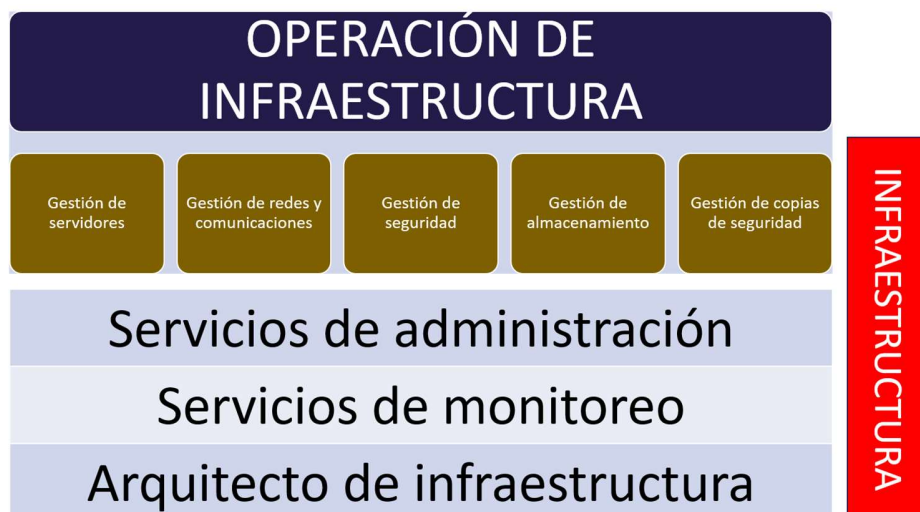 OPERACIÓN DE
INFRAESTRUCTURA
Gestión de
servidores
Gestión de redes y
comunicaciones
Gestión de
seguridad
Gestión de
almacenamiento
Gestión de copias
de seguridad
Servicios de administración
Servicios de monitoreo
Arquitecto de infraestructura
INFRAESTRUCTURA